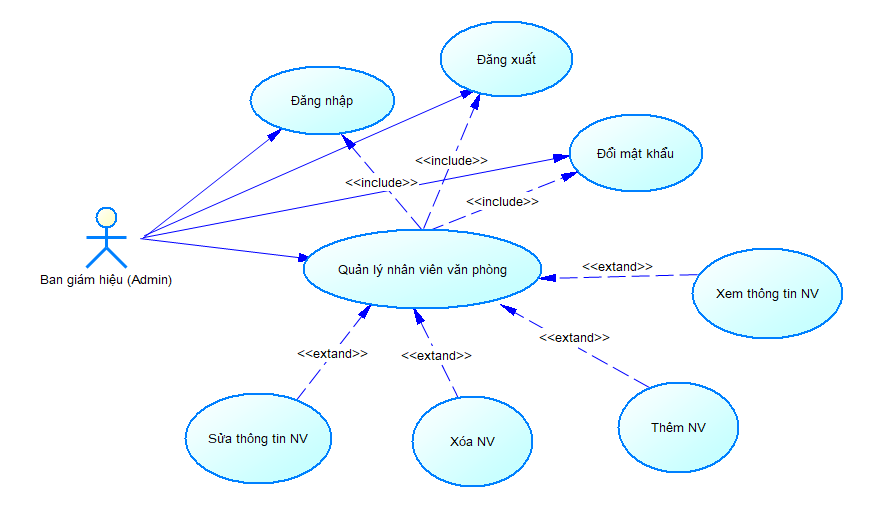 Đăng xuất
Đăng nhập
Đổi mật khẩu
<<include>>
<<include>>
<<include>>
Ban giám hiệu (Admin)
Quản lý nhân viên văn phòng
<<extand>>
Xem thông tin NV
<<extand>>
<<extand>>
<<extand>>
Sửa thông tin NV
Xóa NV
Thêm NV